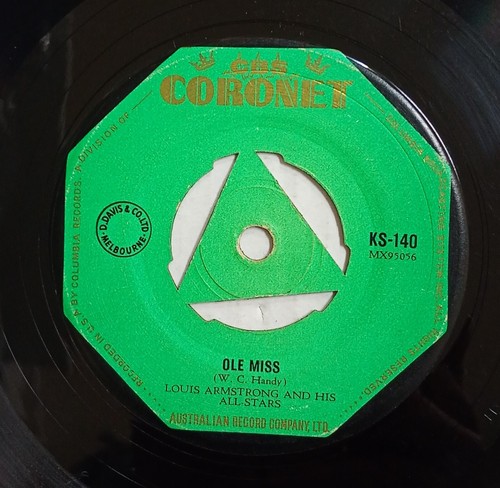 CBS
CORONET
RECORDED IN U.S.A. BY COLUMBIA RECORDS. A DIVISION OF
D. DAVIS & CO. LTD.
MELBOURNE
KS-140
MX95056
OLE MISS
(W. C. Handy)
LOUIS ARMSTRONG AND HIS
ALL-STARS
AUSTRALIAN RECORD COMPANY, LTD.
RIGHTS RESERVED